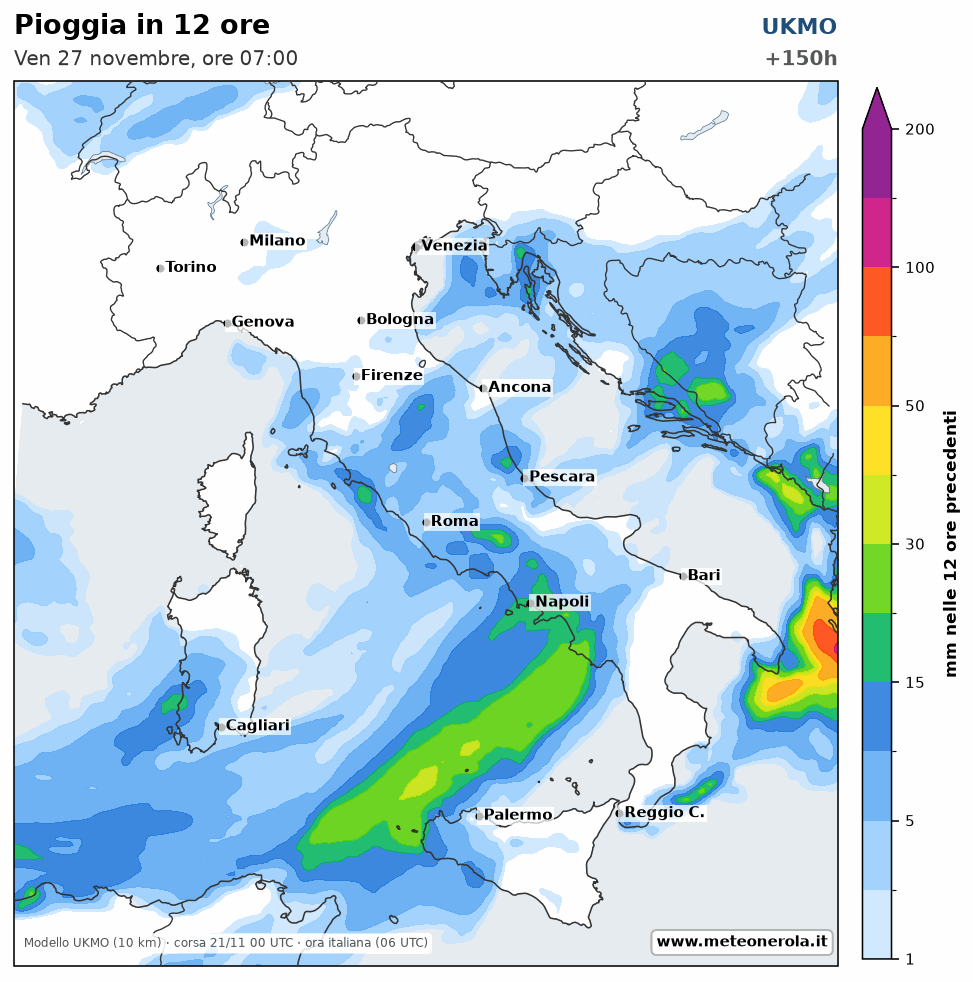 Pioggia in 12 ore
UKMO
Ven 27 novembre, ore 07:00
+150h
Milano
Venezia
Torino
Genova
Bologna
Firenze
Ancona
Pescara
Roma
Bari
Napoli
Cagliari
Palermo
Reggio C.
200
100
50
30
15
5
1
mm nelle 12 ore precedenti
Modello UKMO (10 km) · corsa 21/11 00 UTC · ora italiana (06 UTC)
www.meteonerola.it